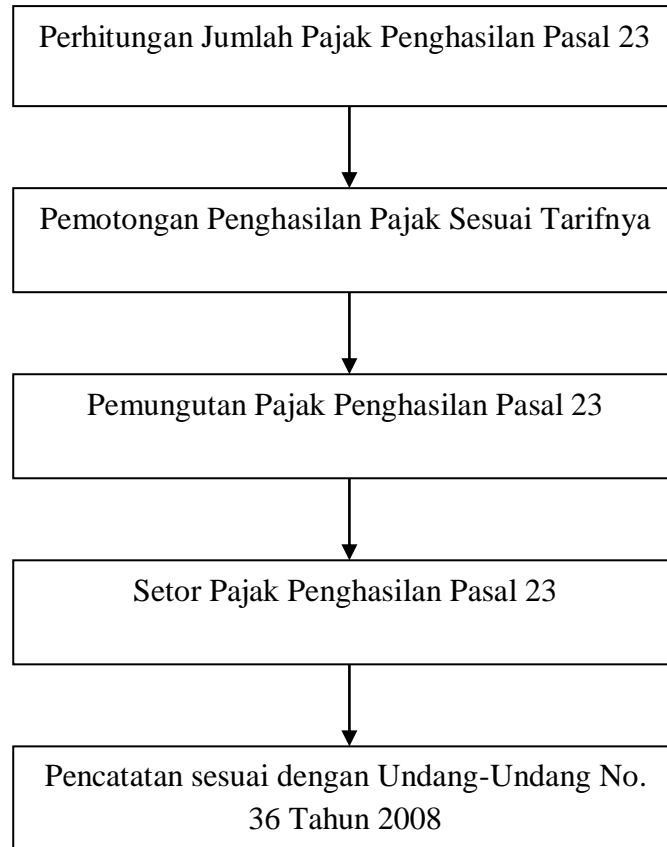 Perhitungan Jumlah Pajak Penghasilan Pasal 23
Pemotongan Penghasilan Pajak Sesuai Tarifnya
Pemungutan Pajak Penghasilan Pasal 23
Setor Pajak Penghasilan Pasal 23
Pencatatan sesuai dengan Undang-Undang No.
36 Tahun 2008